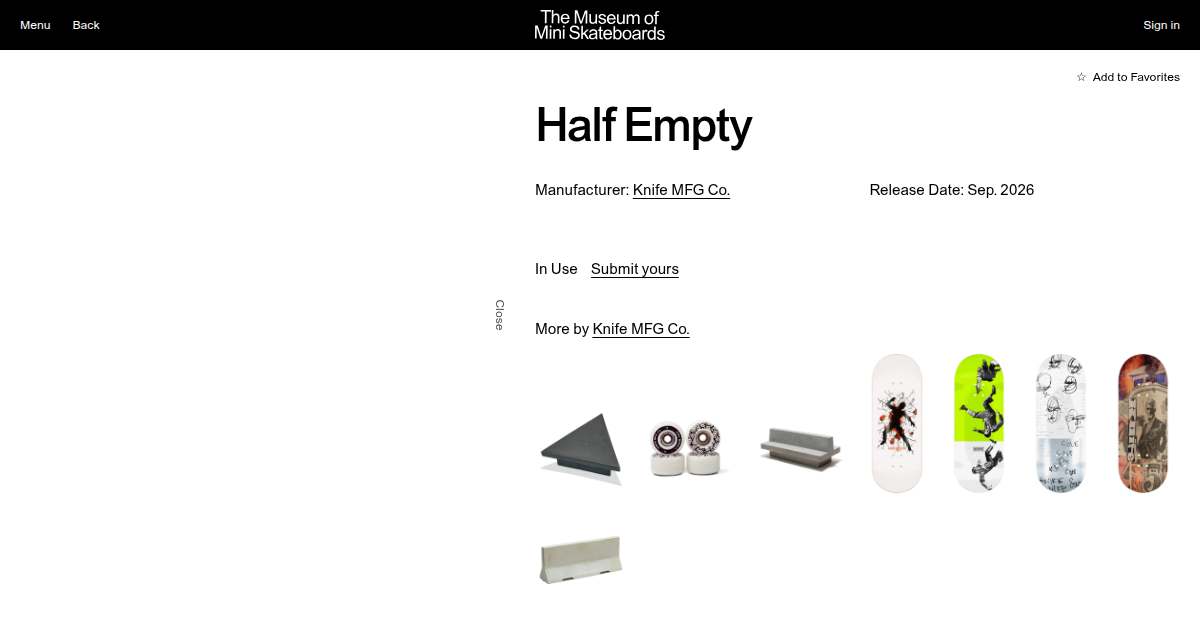 Menu
Back
The Museum of
Mini Skateboards
Sign in
☆ Add to Favorites
Half Empty
Manufacturer: Knife MFG Co.
Release Date: Sep. 2026
In Use
Submit yours
Close
More by Knife MFG Co.